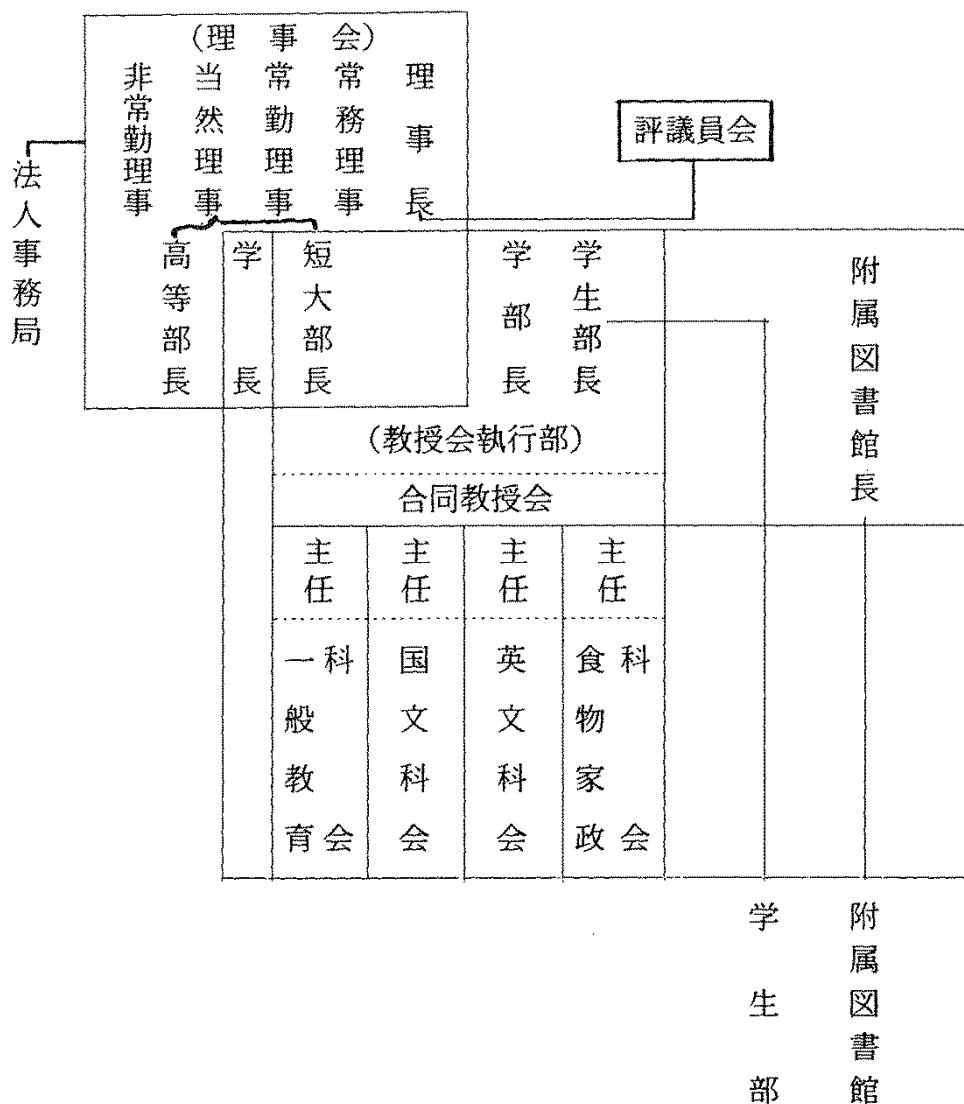 (理事会)
理事長
常務理事
常勤理事
当然理事
非常勤理事
評議員会
法人事務局
高等部長
学長
短大部長
学部長
学生部長
附属図書館長
(教授会執行部)
合同教授会
主任
主任
主任
主任
一般教育科会
国文科会
英文科会
食物家政科会
学生部
附属図書館